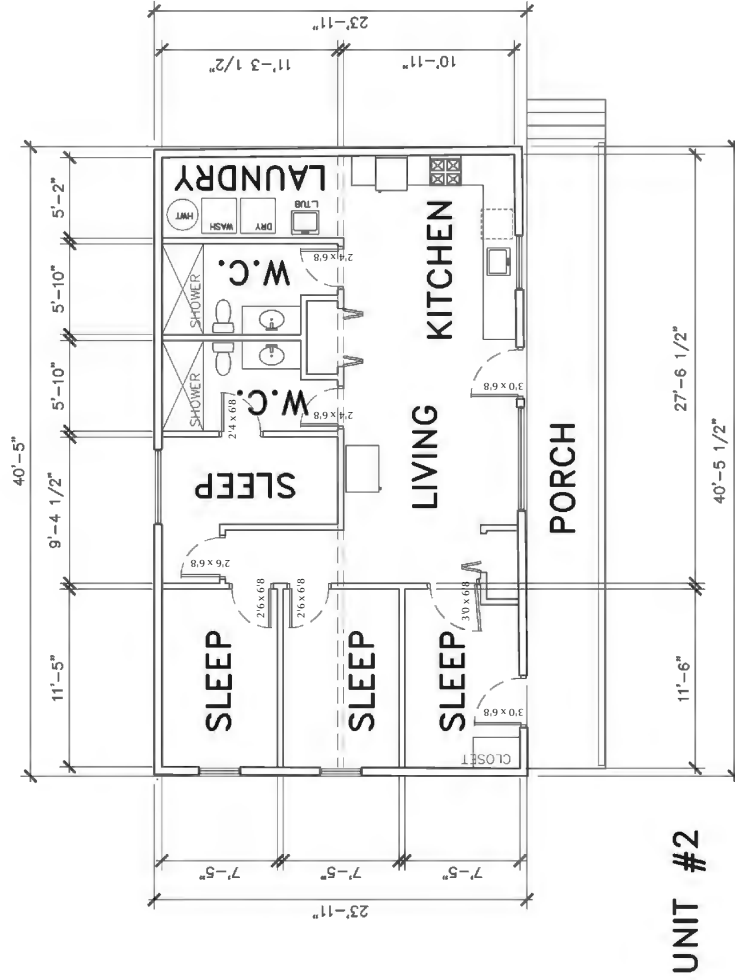 23'-11"
11'-3 1/2"
10'-11"
40'-5"
5'-2"
5'-10"
5'-10"
9'-4 1/2"
11'-5"
LAUNDRY
HWT
WASH
DRY
L.TUB
SHOWER
W.C.
2'4 x 6'8
SHOWER
W.C.
2'4 x 6'8
2'4 x 6'8
KITCHEN
LIVING
3'0 x 6'8
SLEEP
2'6 x 6'8
2'6 x 6'8
2'6 x 6'8
3'0 x 6'8
SLEEP
SLEEP
SLEEP
3'0 x 6'8
CLOSET
PORCH
27'-6 1/2"
11'-6"
40'-5 1/2"
7'-5"
7'-5"
7'-5"
23'-11"
UNIT #2